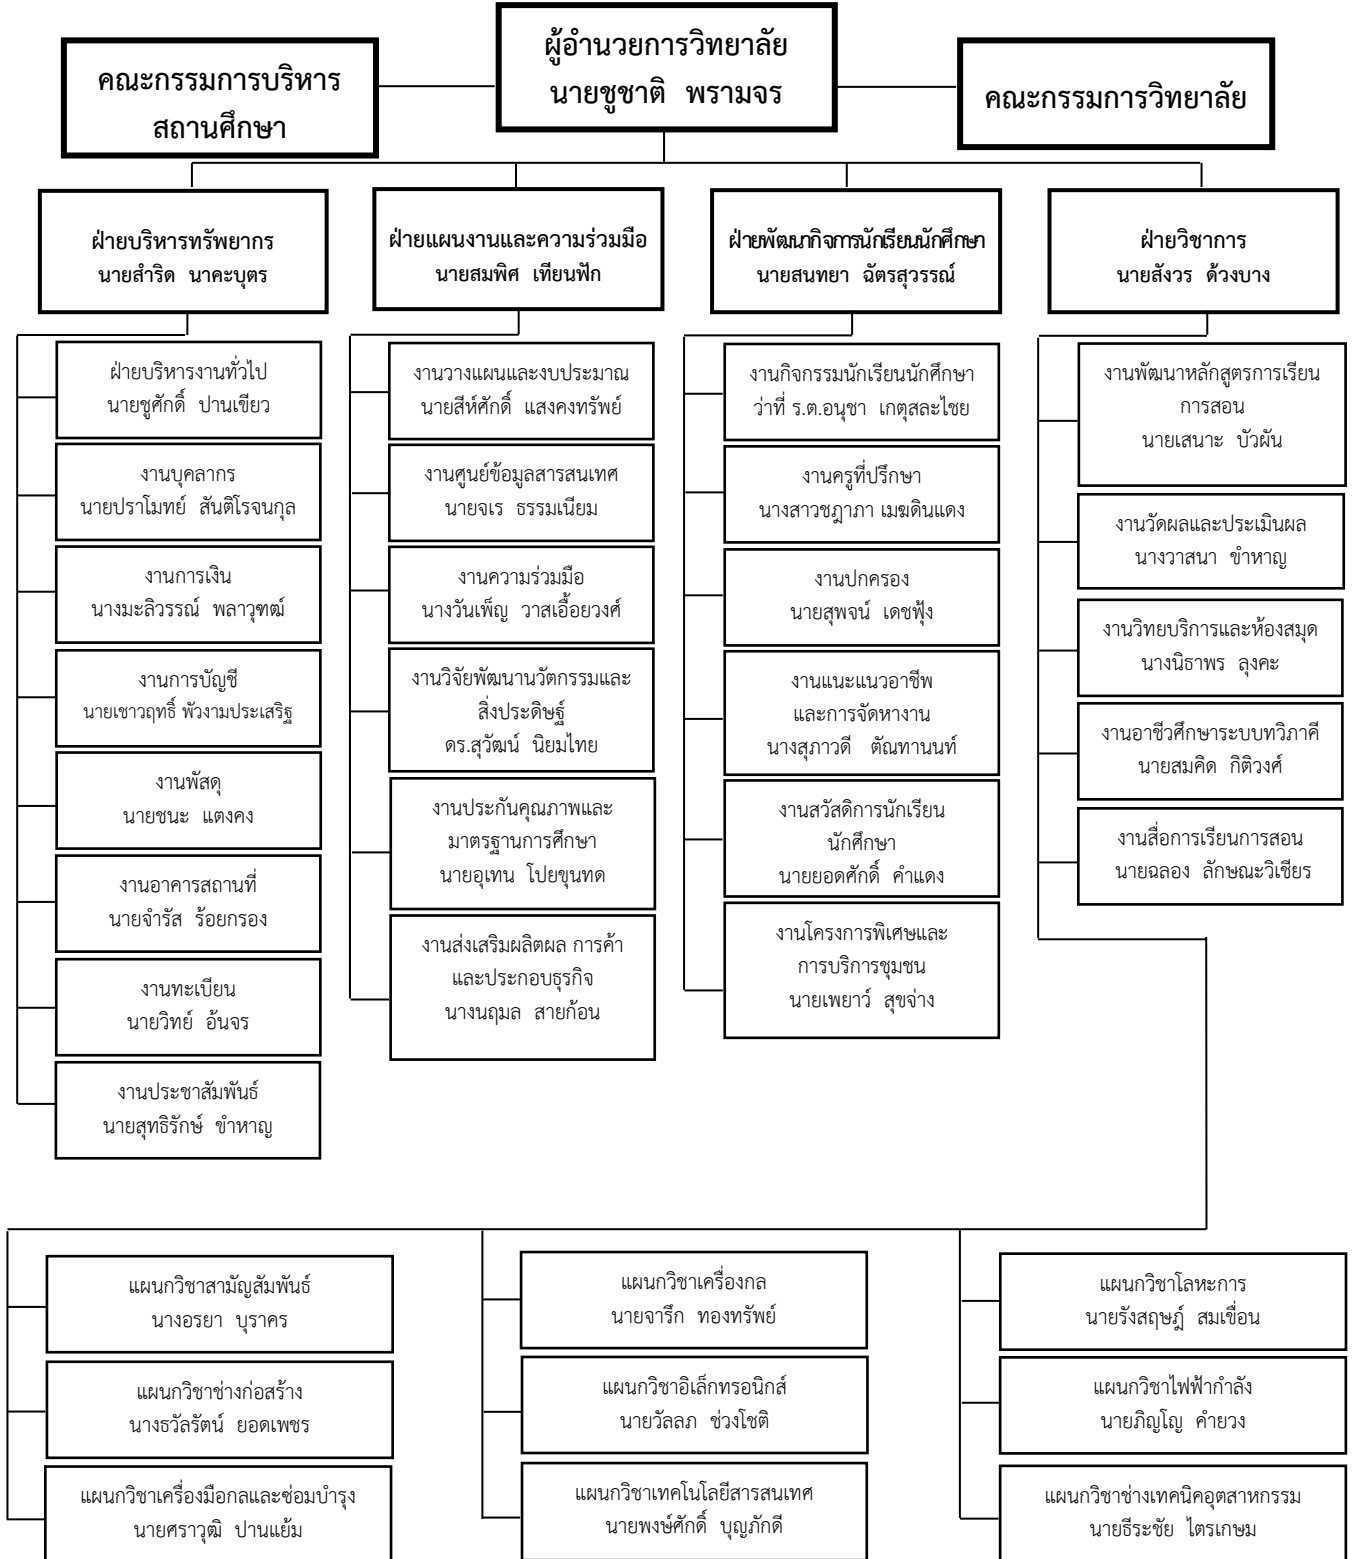 ผู้อำนวยการวิทยาลัย
นายชูชาติ พรามจร
คณะกรรมการบริหาร
สถานศึกษา
คณะกรรมการวิทยาลัย
ฝ่ายบริหารทรัพยากร
นายสำริด นาคะบุตร
ฝ่ายแผนงานและความร่วมมือ
นายสมพิศ เทียนฟัก
ฝ่ายพัฒนากิจการนักเรียนนักศึกษา
นายสนทยา ฉัตรสุวรรณ์
ฝ่ายวิชาการ
นายสังวร ด้วงบาง
ฝ่ายบริหารงานทั่วไป
นายชูศักดิ์ ปานเขียว
งานบุคลากร
นายปราโมทย์ สันติโรจนกุล
งานการเงิน
นางมะลิวรรณ์ พลาวุฑฒ์
งานการบัญชี
นายเชาวฤทธิ์ พัวงามประเสริฐ
งานพัสดุ
นายชนะ แตงคง
งานอาคารสถานที่
นายจำรัส ร้อยกรอง
งานทะเบียน
นายวิทย์ อ้นจร
งานประชาสัมพันธ์
นายสุทธิรักษ์ ขำหาญ
งานวางแผนและงบประมาณ
นายสีห์ศักดิ์ แสงคงทรัพย์
งานศูนย์ข้อมูลสารสนเทศ
นายจเร ธรรมเนียม
งานความร่วมมือ
นางวันเพ็ญ วาสเอื้อยวงศ์
งานวิจัยพัฒนานวัตกรรมและ
สิ่งประดิษฐ์
ดร.สุวัฒน์ นิยมไทย
งานประกันคุณภาพและ
มาตรฐานการศึกษา
นายอุเทน โปยขุนทด
งานส่งเสริมผลิตผล การค้า
และประกอบธุรกิจ
นางนฤมล สายก้อน
งานกิจกรรมนักเรียนนักศึกษา
ว่าที่ ร.ต.อนุชา เกตุสละไชย
งานครูที่ปรึกษา
นางสาวชฎาภา เมฆดินแดง
งานปกครอง
นายสุพจน์ เดชฟุ้ง
งานแนะแนวอาชีพ
และการจัดหางาน
นางสุภาวดี ตัณทานนท์
งานสวัสดิการนักเรียน
นักศึกษา
นายยอดศักดิ์ คำแดง
งานโครงการพิเศษและ
การบริการชุมชน
นายเพยาว์ สุขจ่าง
งานพัฒนาหลักสูตรการเรียน
การสอน
นายเสนาะ บัวผัน
งานวัดผลและประเมินผล
นางวาสนา ขำหาญ
งานวิทยบริการและห้องสมุด
นางนิธาพร ลุงคะ
งานอาชีวศึกษาระบบทวิภาคี
นายสมคิด กิติวงศ์
งานสื่อการเรียนการสอน
นายฉลอง ลักษณะวิเชียร
แผนกวิชาสามัญสัมพันธ์
นางอรยา บุราคร
แผนกวิชาช่างก่อสร้าง
นางธวัลรัตน์ ยอดเพชร
แผนกวิชาเครื่องมือกลและซ่อมบำรุง
นายศราวุฒิ ปานแย้ม
แผนกวิชาเครื่องกล
นายจารึก ทองทรัพย์
แผนกวิชาอิเล็กทรอนิกส์
นายวัลลภ ช่วงโชติ
แผนกวิชาเทคโนโลยีสารสนเทศ
นายพงษ์ศักดิ์ บุญภักดี
แผนกวิชาโลหะการ
นายรังสฤษฎ์ สมเขื่อน
แผนกวิชาไฟฟ้ากำลัง
นายภิญโญ คำยวง
แผนกวิชาช่างเทคนิคอุตสาหกรรม
นายธีระชัย ไตรเกษม